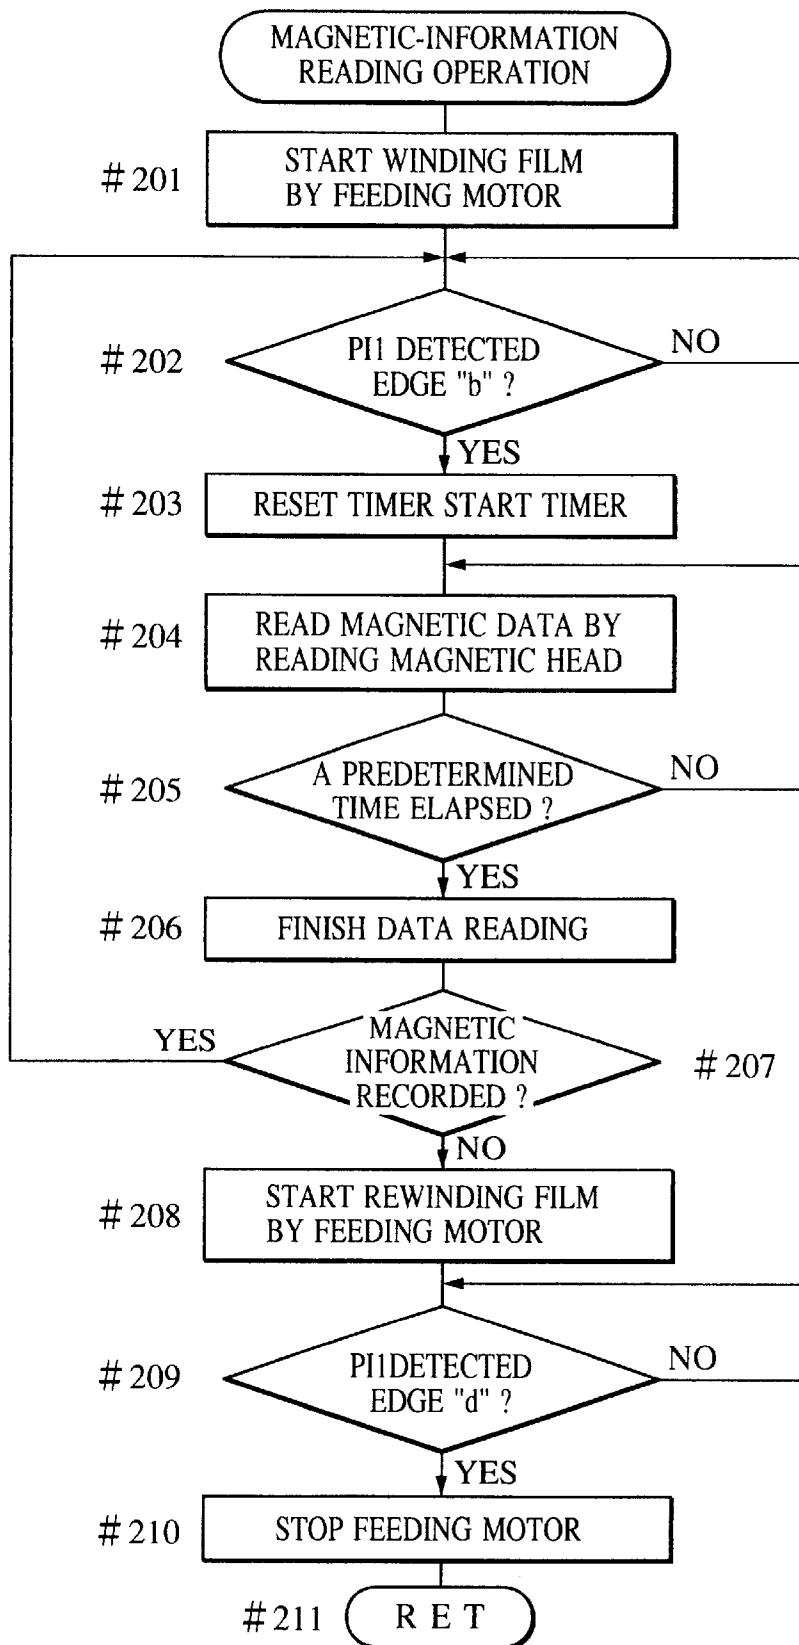 MAGNETIC-INFORMATION
READING OPERATION
#201
START WINDING FILM
BY FEEDING MOTOR
#202
PI1 DETECTED
EDGE "b" ?
NO
YES
#203
RESET TIMER START TIMER
#204
READ MAGNETIC DATA BY
READING MAGNETIC HEAD
#205
A PREDETERMINED
TIME ELAPSED ?
NO
YES
#206
FINISH DATA READING
YES
MAGNETIC
INFORMATION
RECORDED ?
#207
NO
#208
START REWINDING FILM
BY FEEDING MOTOR
#209
PI1DETECTED
EDGE "d" ?
NO
YES
#210
STOP FEEDING MOTOR
#211
R E T